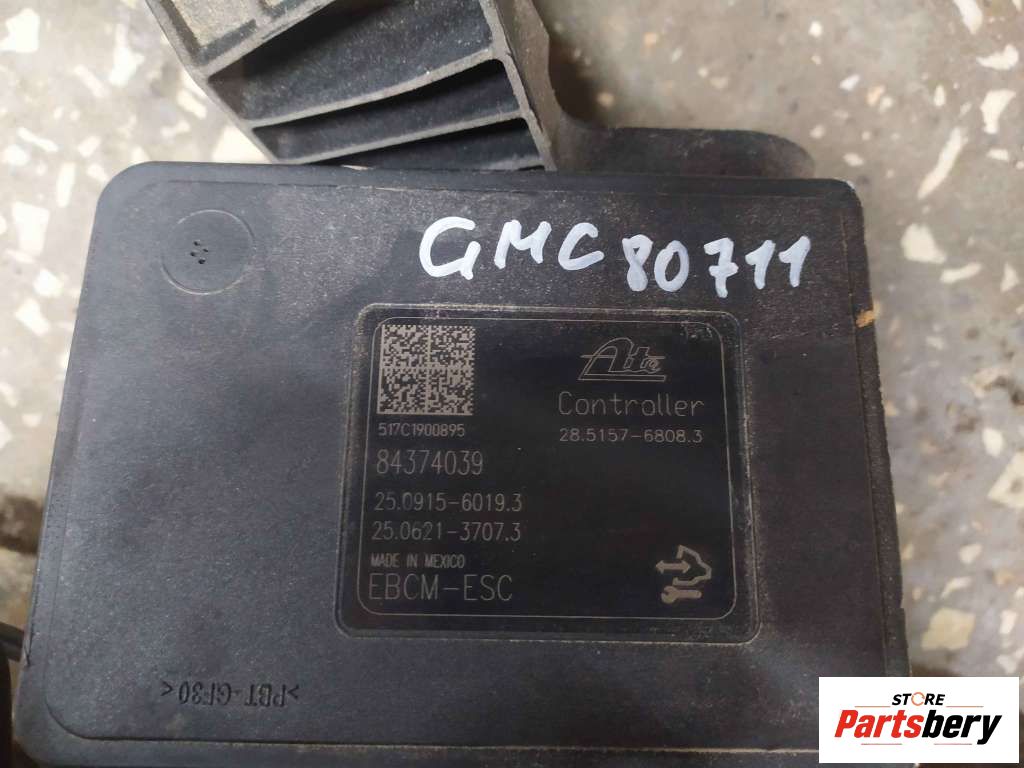 GMC 80711
Ate
Controller
28.5157-6808.3
517C1900895
84374039
25.0915-6019.3
25.0621-3707.3
MADE IN MEXICO
EBCM-ESC
>PBT-GF30<
STORE
Partsbery